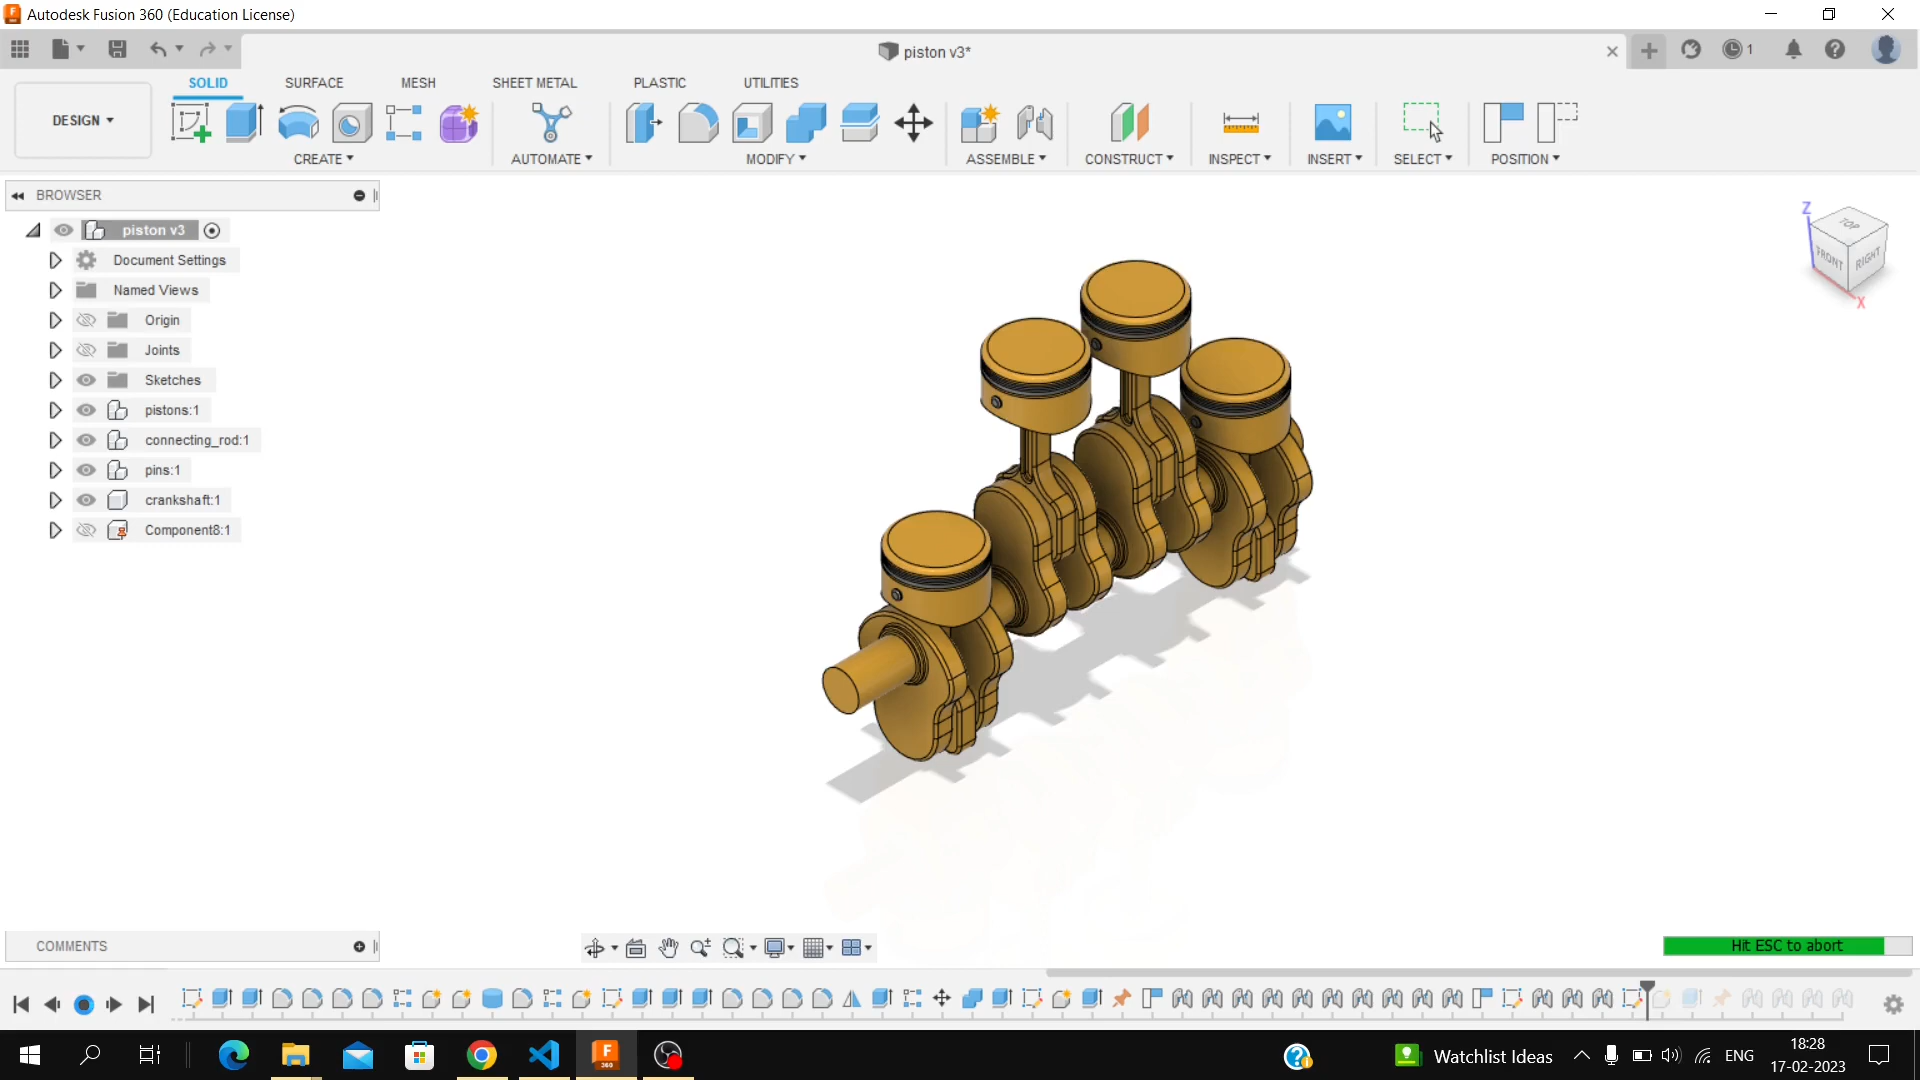 Autodesk Fusion 360 (Education License)
piston v3*
1
DESIGN
SOLID
SURFACE
MESH
SHEET METAL
PLASTIC
UTILITIES
CREATE
AUTOMATE
MODIFY
ASSEMBLE
CONSTRUCT
INSPECT
INSERT
SELECT
POSITION
BROWSER
piston v3
Document Settings
Named Views
Origin
Joints
Sketches
pistons:1
connecting_rod:1
pins:1
crankshaft:1
Component8:1
Z
TOP
FRONT
RIGHT
X
COMMENTS
Hit ESC to abort
F
360
Watchlist Ideas
ENG
18:28
17-02-2023